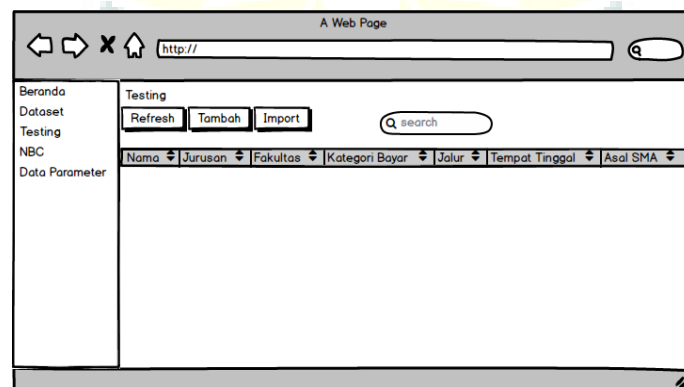 A Web Page
http://
Beranda
Dataset
Testing
NBC
Data Parameter
Testing
Refresh Tambah Import search
Nama Jurusan Fakultas Kategori Bayar Jalur Tempat Tinggal Asal SMA